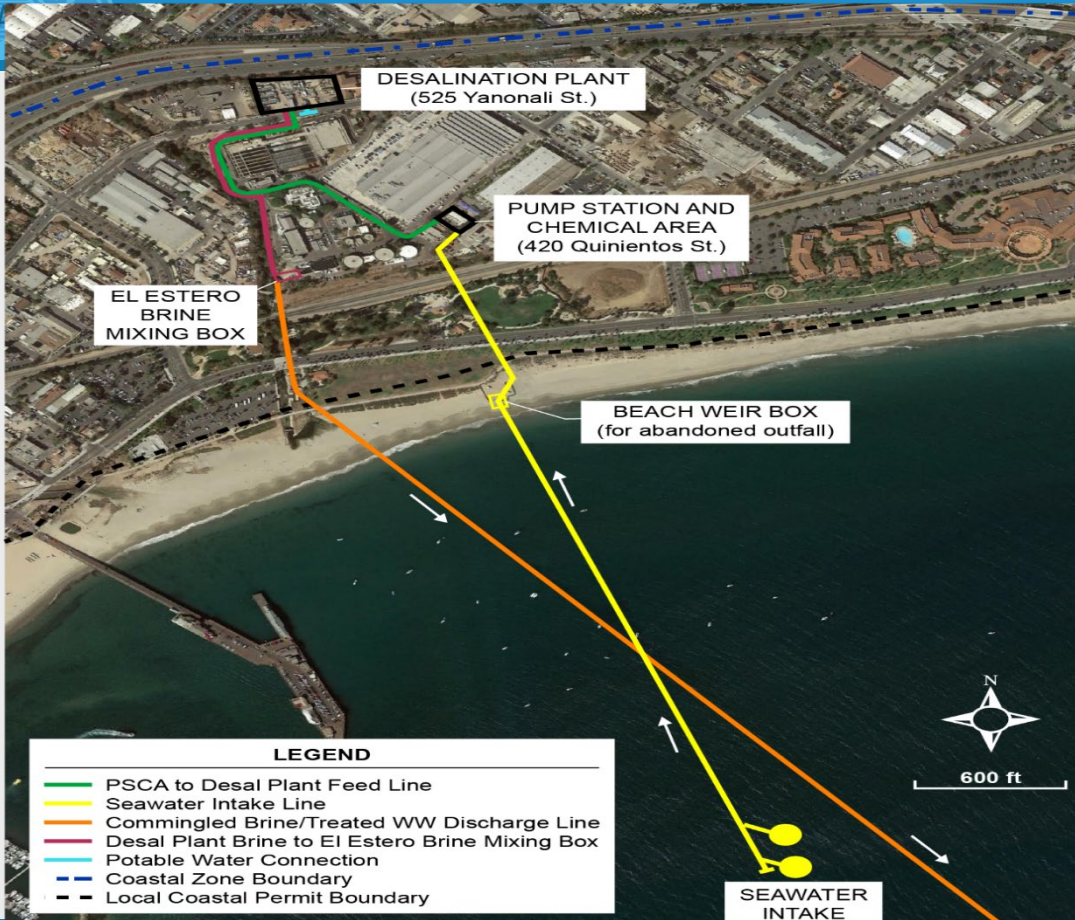 DESALINATION PLANT
(525 Yanonali St.)
PUMP STATION AND
CHEMICAL AREA
(420 Quinientos St.)
EL ESTERO
BRINE
MIXING BOX
BEACH WEIR BOX
(for abandoned outfall)
N
600 ft
LEGEND
PSCA to Desal Plant Feed Line
Seawater Intake Line
Commingled Brine/Treated WW Discharge Line
Desal Plant Brine to El Estero Brine Mixing Box
Potable Water Connection
Coastal Zone Boundary
Local Coastal Permit Boundary
SEAWATER
INTAKE